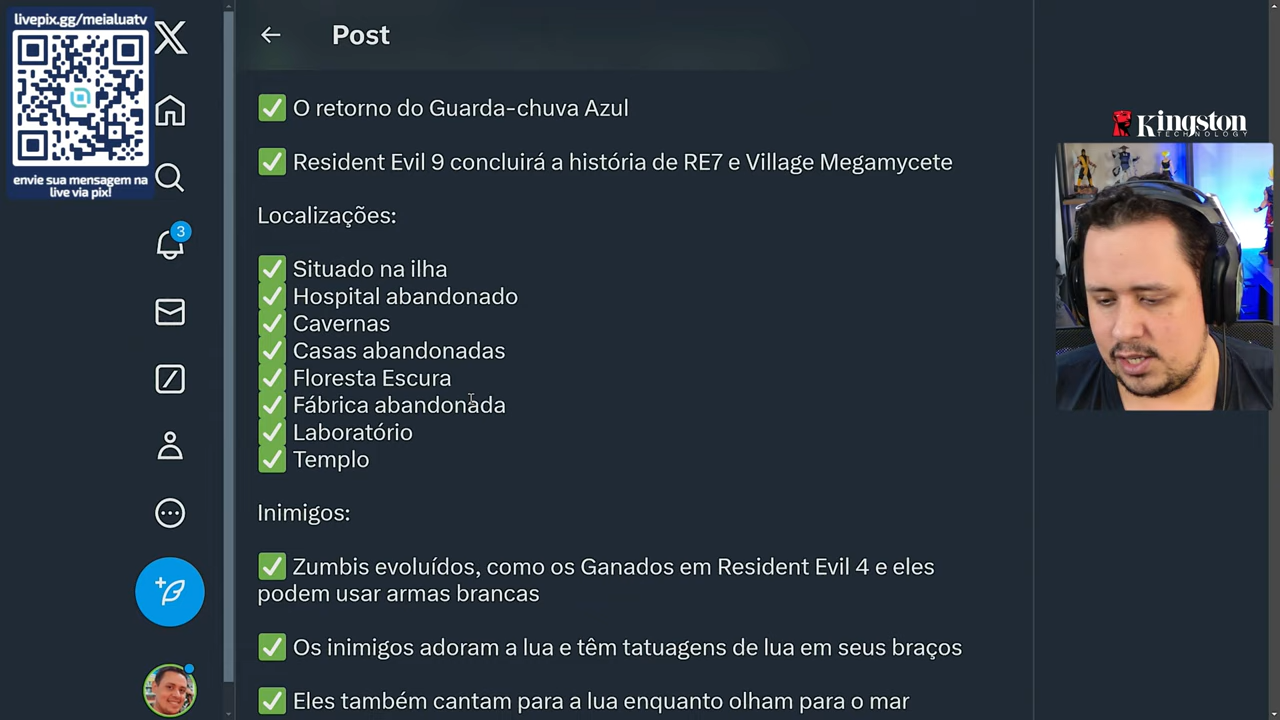 livepix.gg/meialuatv
envie sua mensagem na
live via pix!
3
Post
✅ O retorno do Guarda-chuva Azul
✅ Resident Evil 9 concluirá a história de RE7 e Village Megamycete
Localizações:
✅ Situado na ilha
✅ Hospital abandonado
✅ Cavernas
✅ Casas abandonadas
✅ Floresta Escura
✅ Fábrica abandonada
✅ Laboratório
✅ Templo
Inimigos:
✅ Zumbis evoluídos, como os Ganados em Resident Evil 4 e eles
podem usar armas brancas
✅ Os inimigos adoram a lua e têm tatuagens de lua em seus braços
✅ Eles também cantam para a lua enquanto olham para o mar
Kingston
TECHNOLOGY